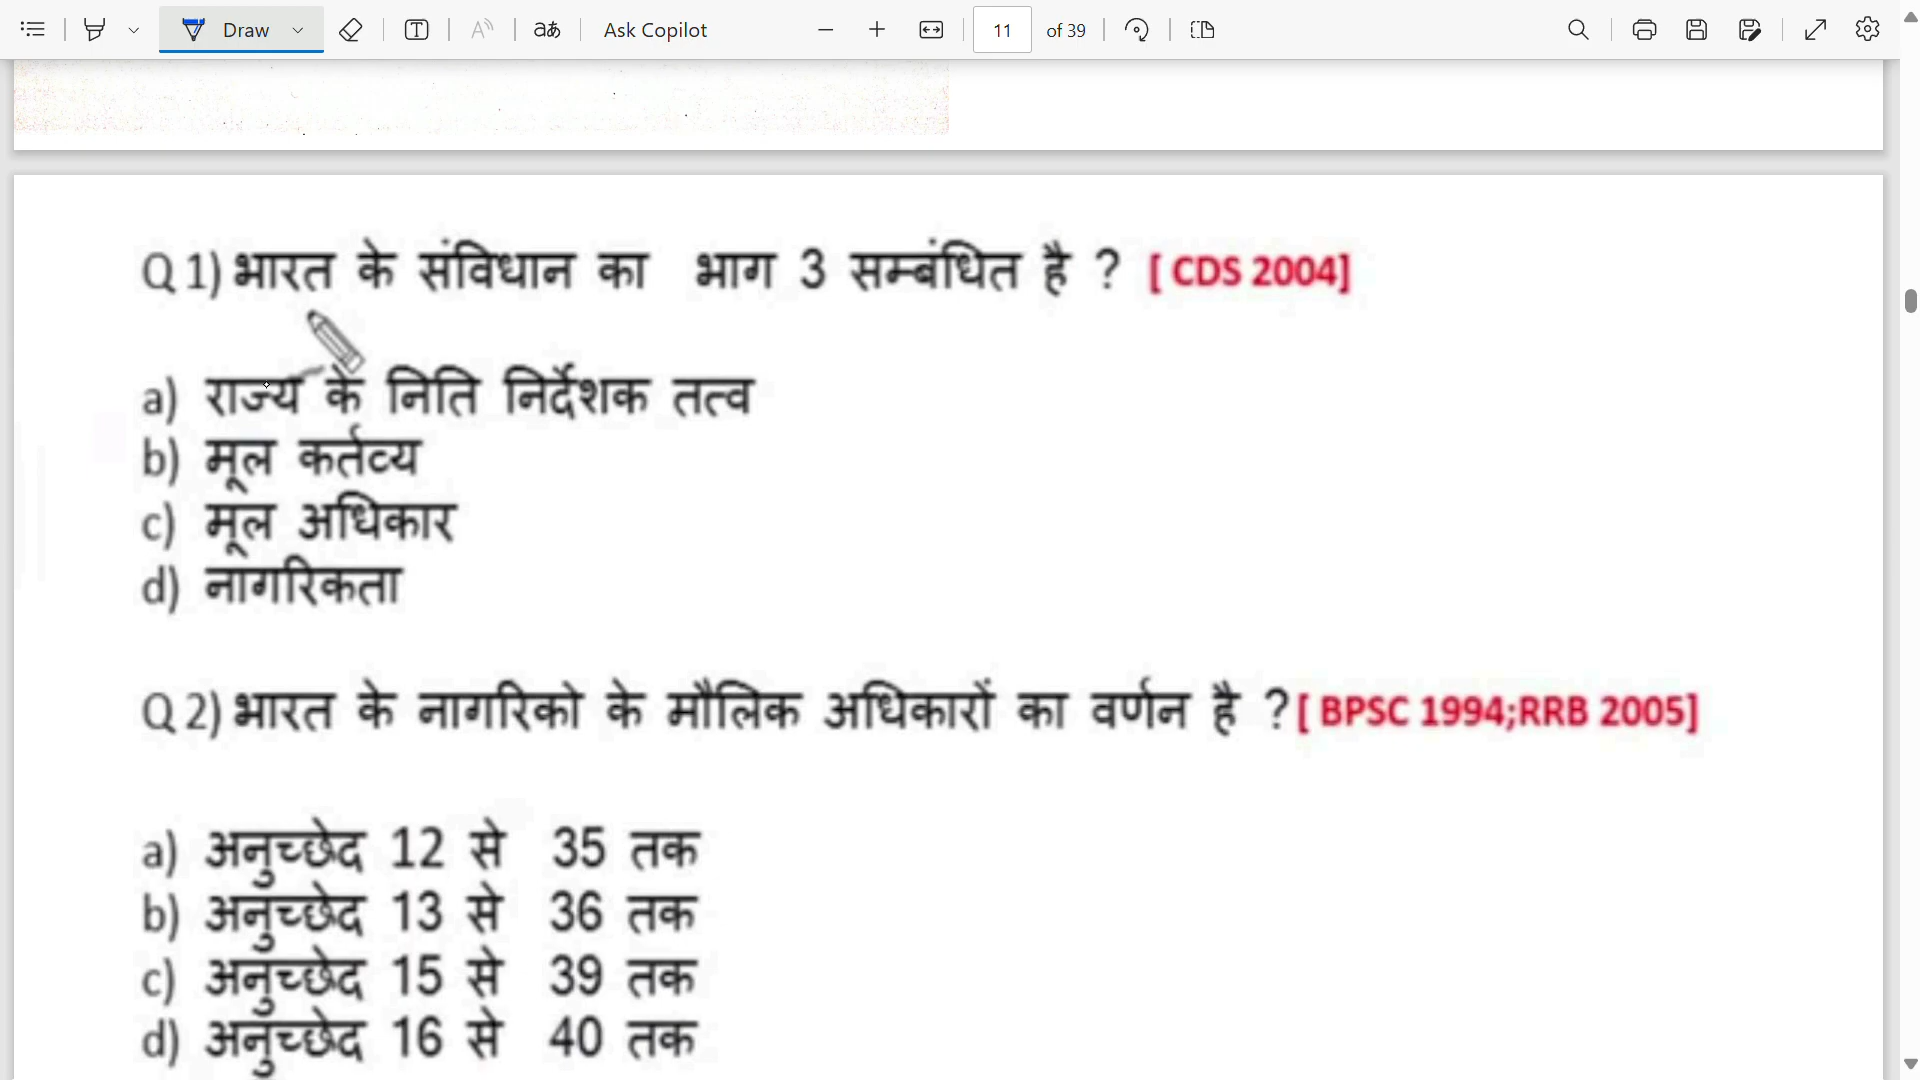 Draw
Ask Copilot
11 of 39
Q 1) भारत के संविधान का भाग 3 सम्बंधित है ? [ CDS 2004]
a) राज्य के निति निर्देशक तत्व
b) मूल कर्तव्य
c) मूल अधिकार
d) नागरिकता
Q 2) भारत के नागरिको के मौलिक अधिकारों का वर्णन है ? [ BPSC 1994;RRB 2005]
a) अनुच्छेद 12 से 35 तक
b) अनुच्छेद 13 से 36 तक
c) अनुच्छेद 15 से 39 तक
d) अनुच्छेद 16 से 40 तक